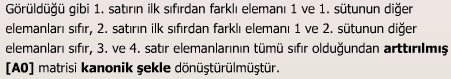 Görüldüğü gibi 1. satırın ilk sıfırdan farklı elemanı 1 ve 1. sütunun diğer
elemanları sıfır, 2. satırın ilk sıfırdan farklı elemanı 1 ve 2. sütunun diğer
elemanları sıfır, 3. ve 4. satır elemanlarının tümü sıfır olduğundan arttırılmış
[A0] matrisi kanonik şekle dönüştürülmüştür.